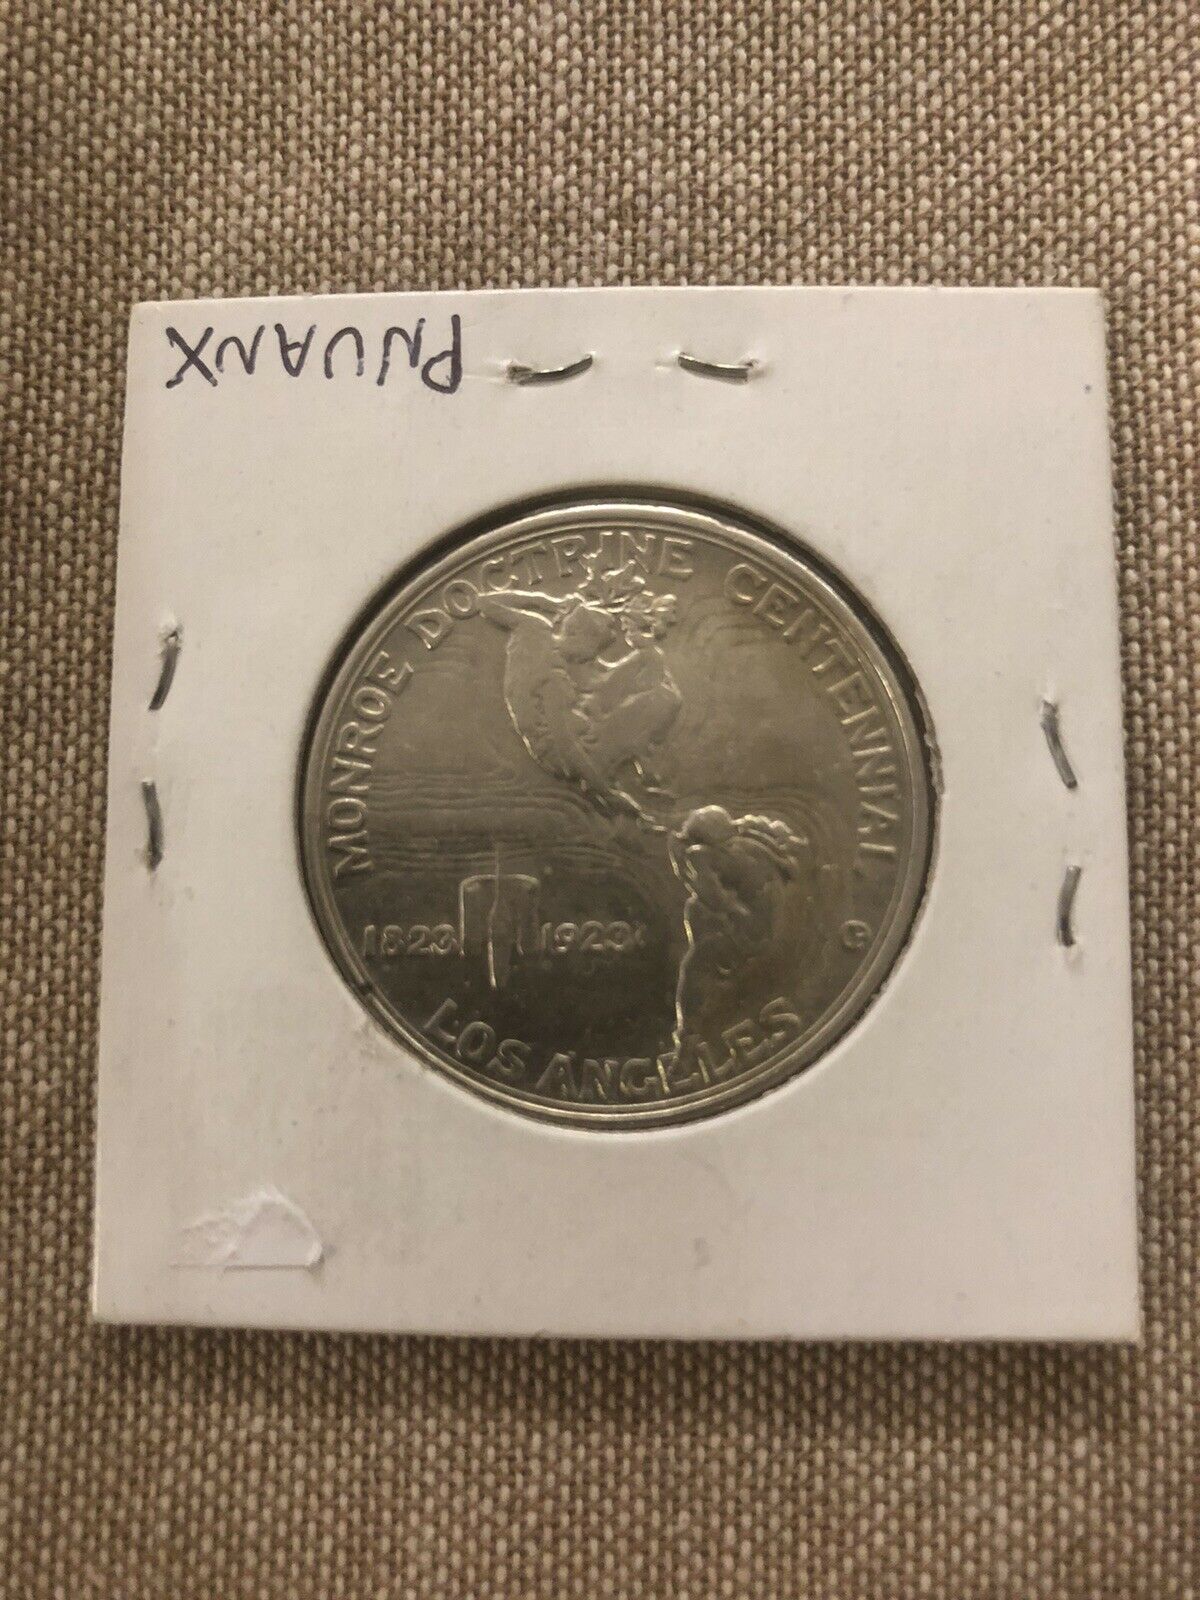 PNUANX
MONROE DOCTRINE CENTENNIAL
1823 1923
LOS ANGELES